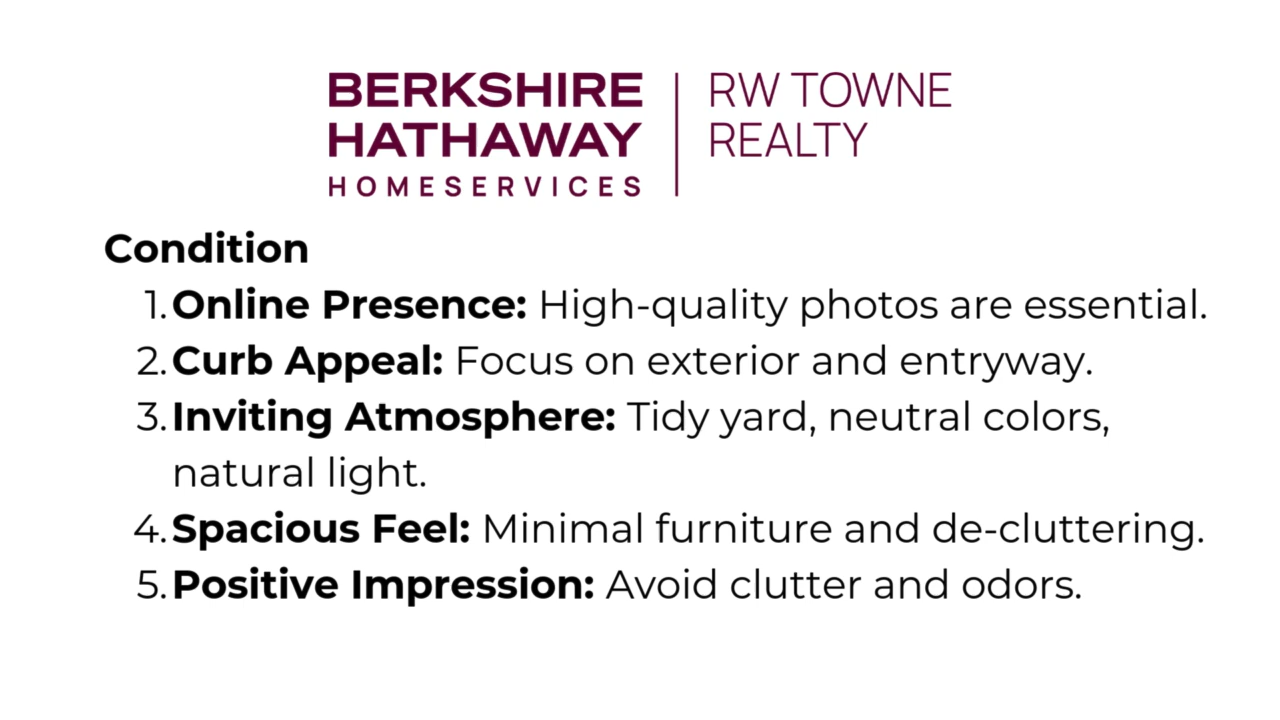 BERKSHIRE
HATHAWAY
HOMESERVICES
RW TOWNE
REALTY
Condition
1. Online Presence: High-quality photos are essential.
2. Curb Appeal: Focus on exterior and entryway.
3. Inviting Atmosphere: Tidy yard, neutral colors,
natural light.
4. Spacious Feel: Minimal furniture and de-cluttering.
5. Positive Impression: Avoid clutter and odors.